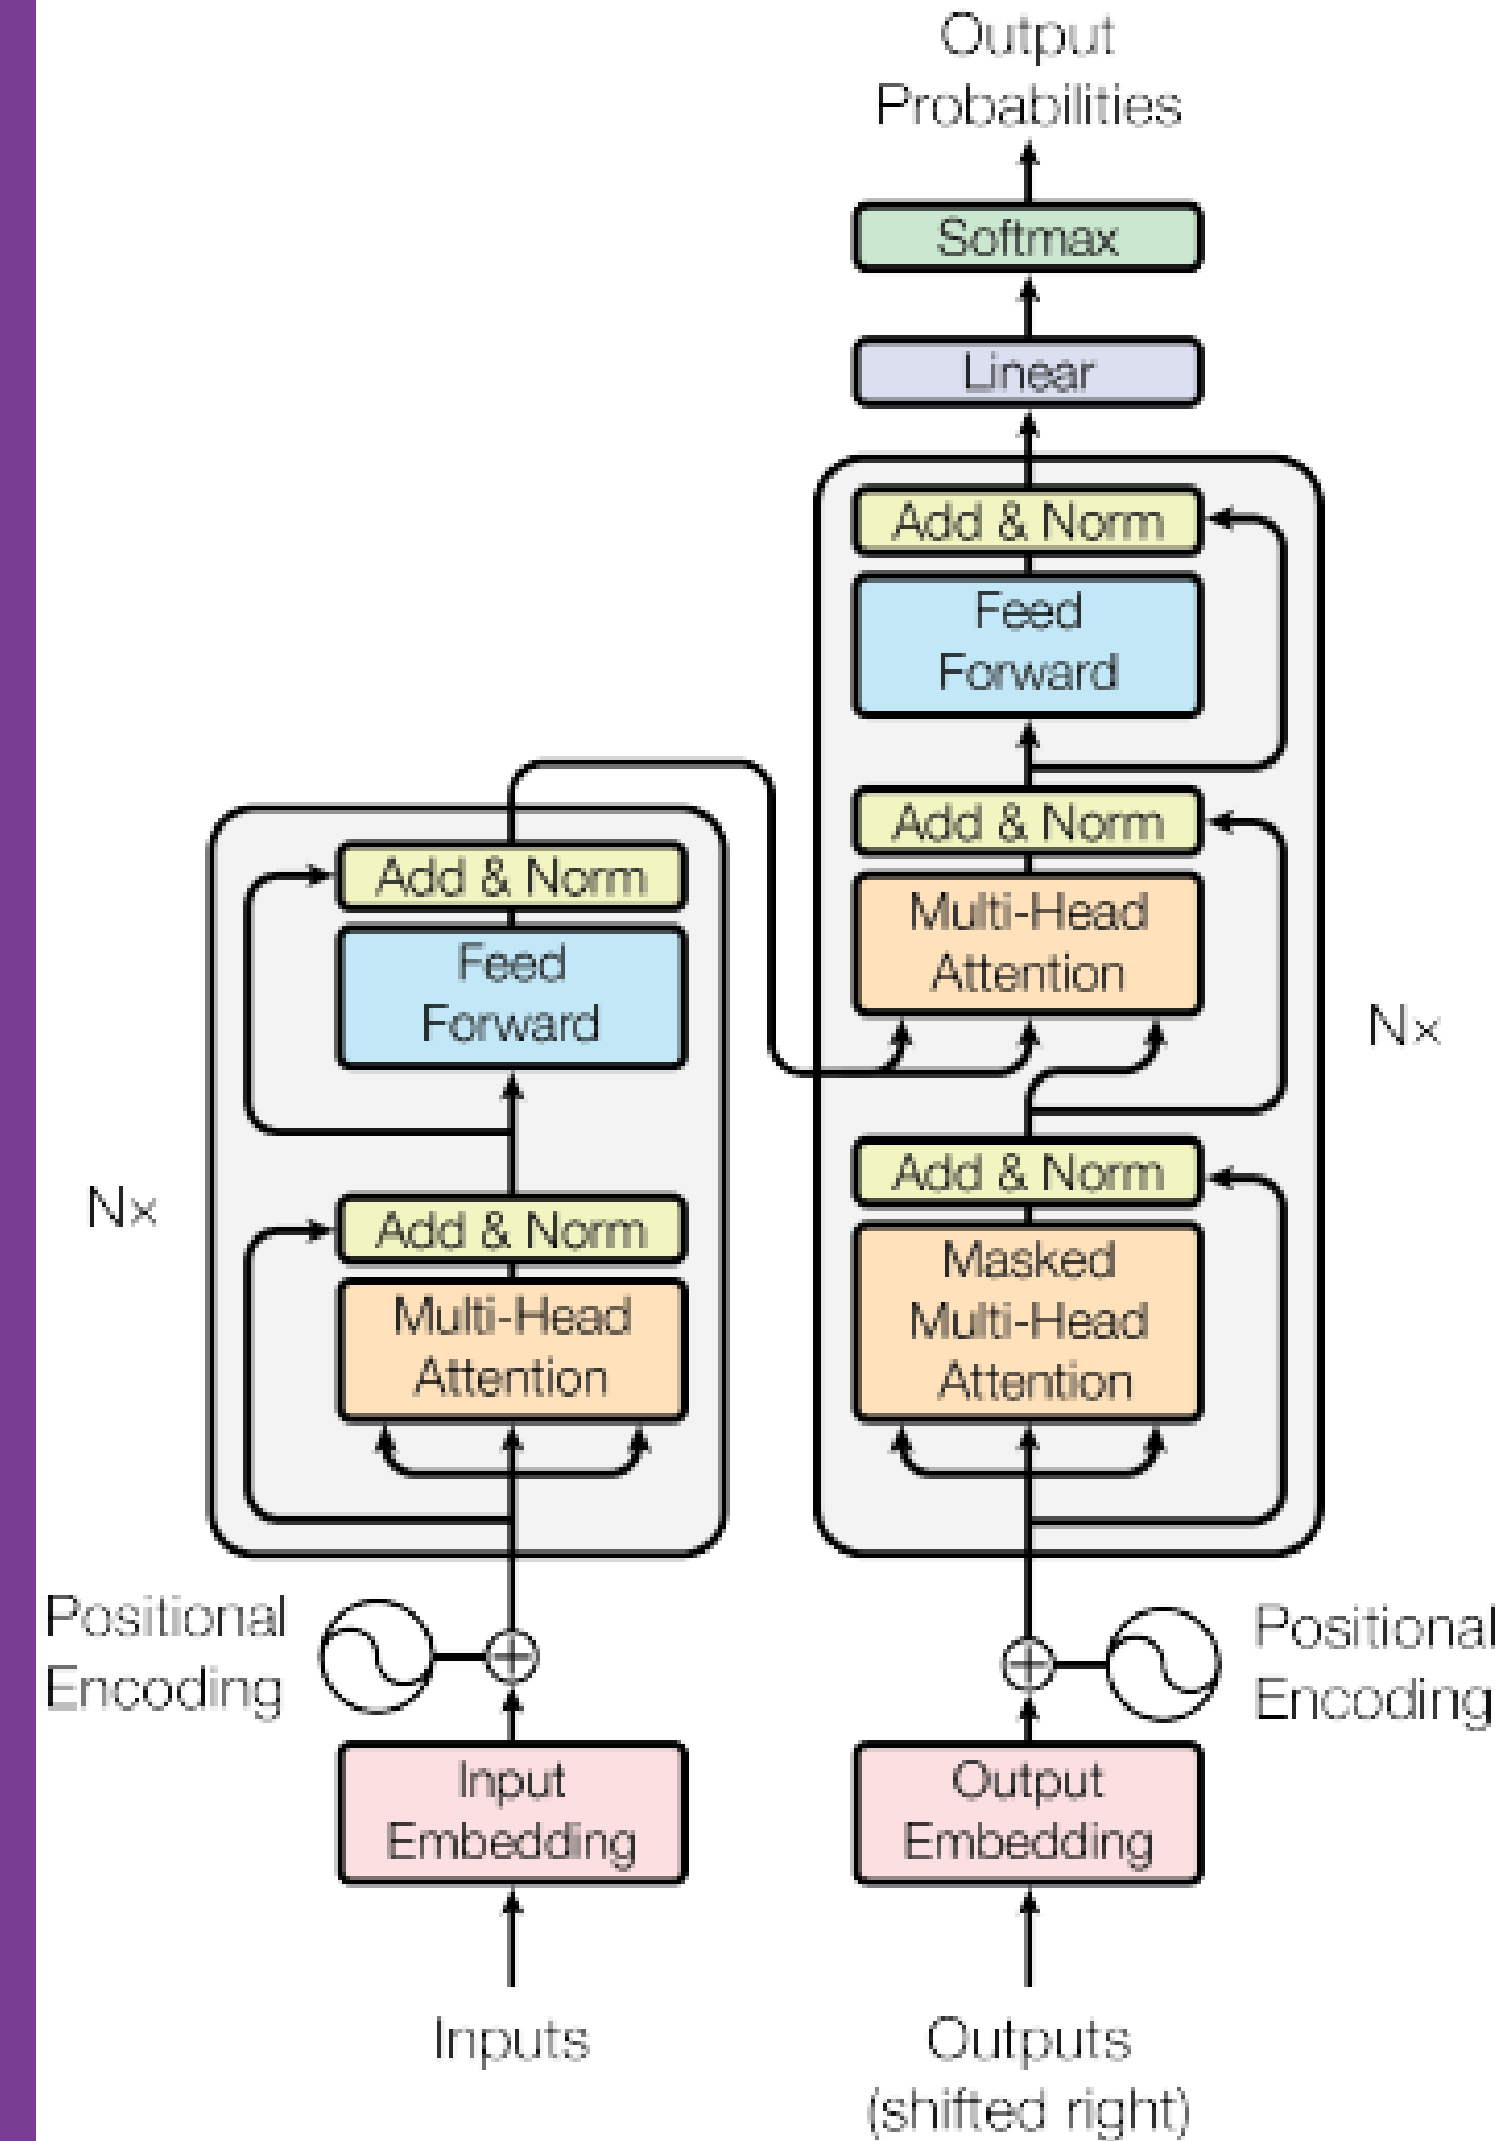 Output
Probabilities
Softmax
Linear
Add & Norm
Feed
Forward
Add & Norm
Multi-Head
Attention
Nx
Add & Norm
Masked
Multi-Head
Attention
Add & Norm
Feed
Forward
Nx
Add & Norm
Multi-Head
Attention
Positional
Encoding
Positional
Encoding
Input
Embedding
Output
Embedding
Inputs
Outputs
(shifted right)